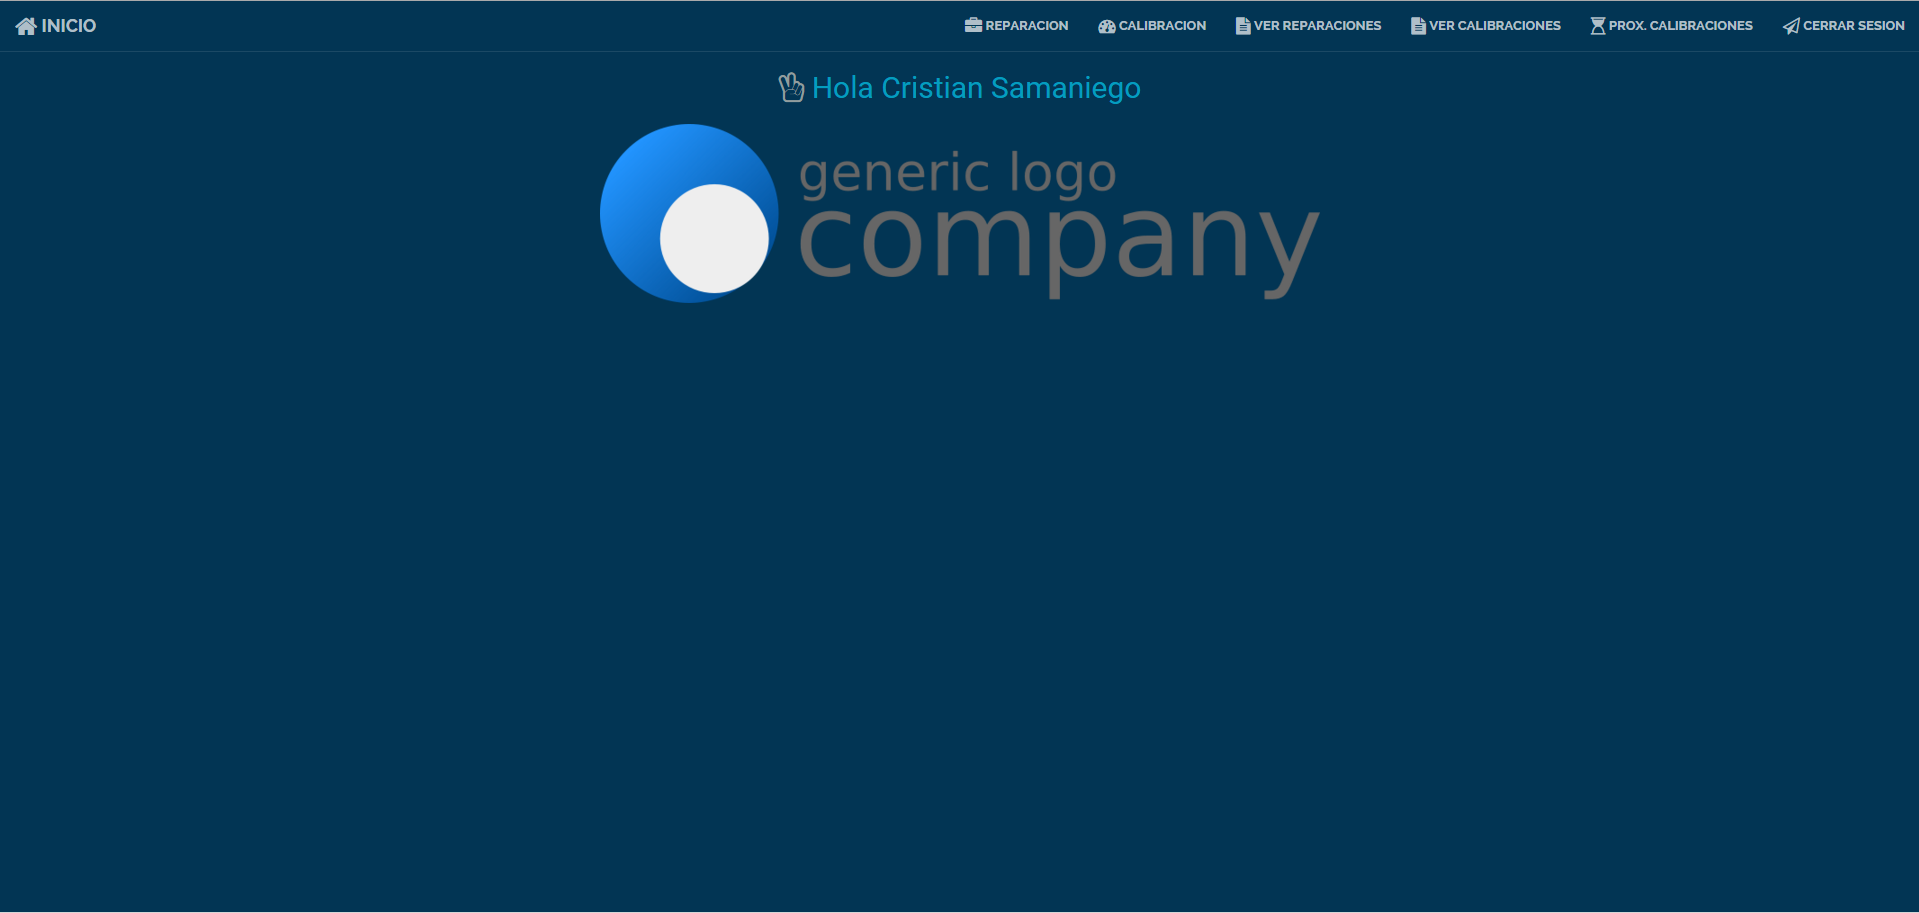 INICIO
REPARACION
CALIBRACION
VER REPARACIONES
VER CALIBRACIONES
PROX. CALIBRACIONES
CERRAR SESION
Hola Cristian Samaniego
generic logo
company